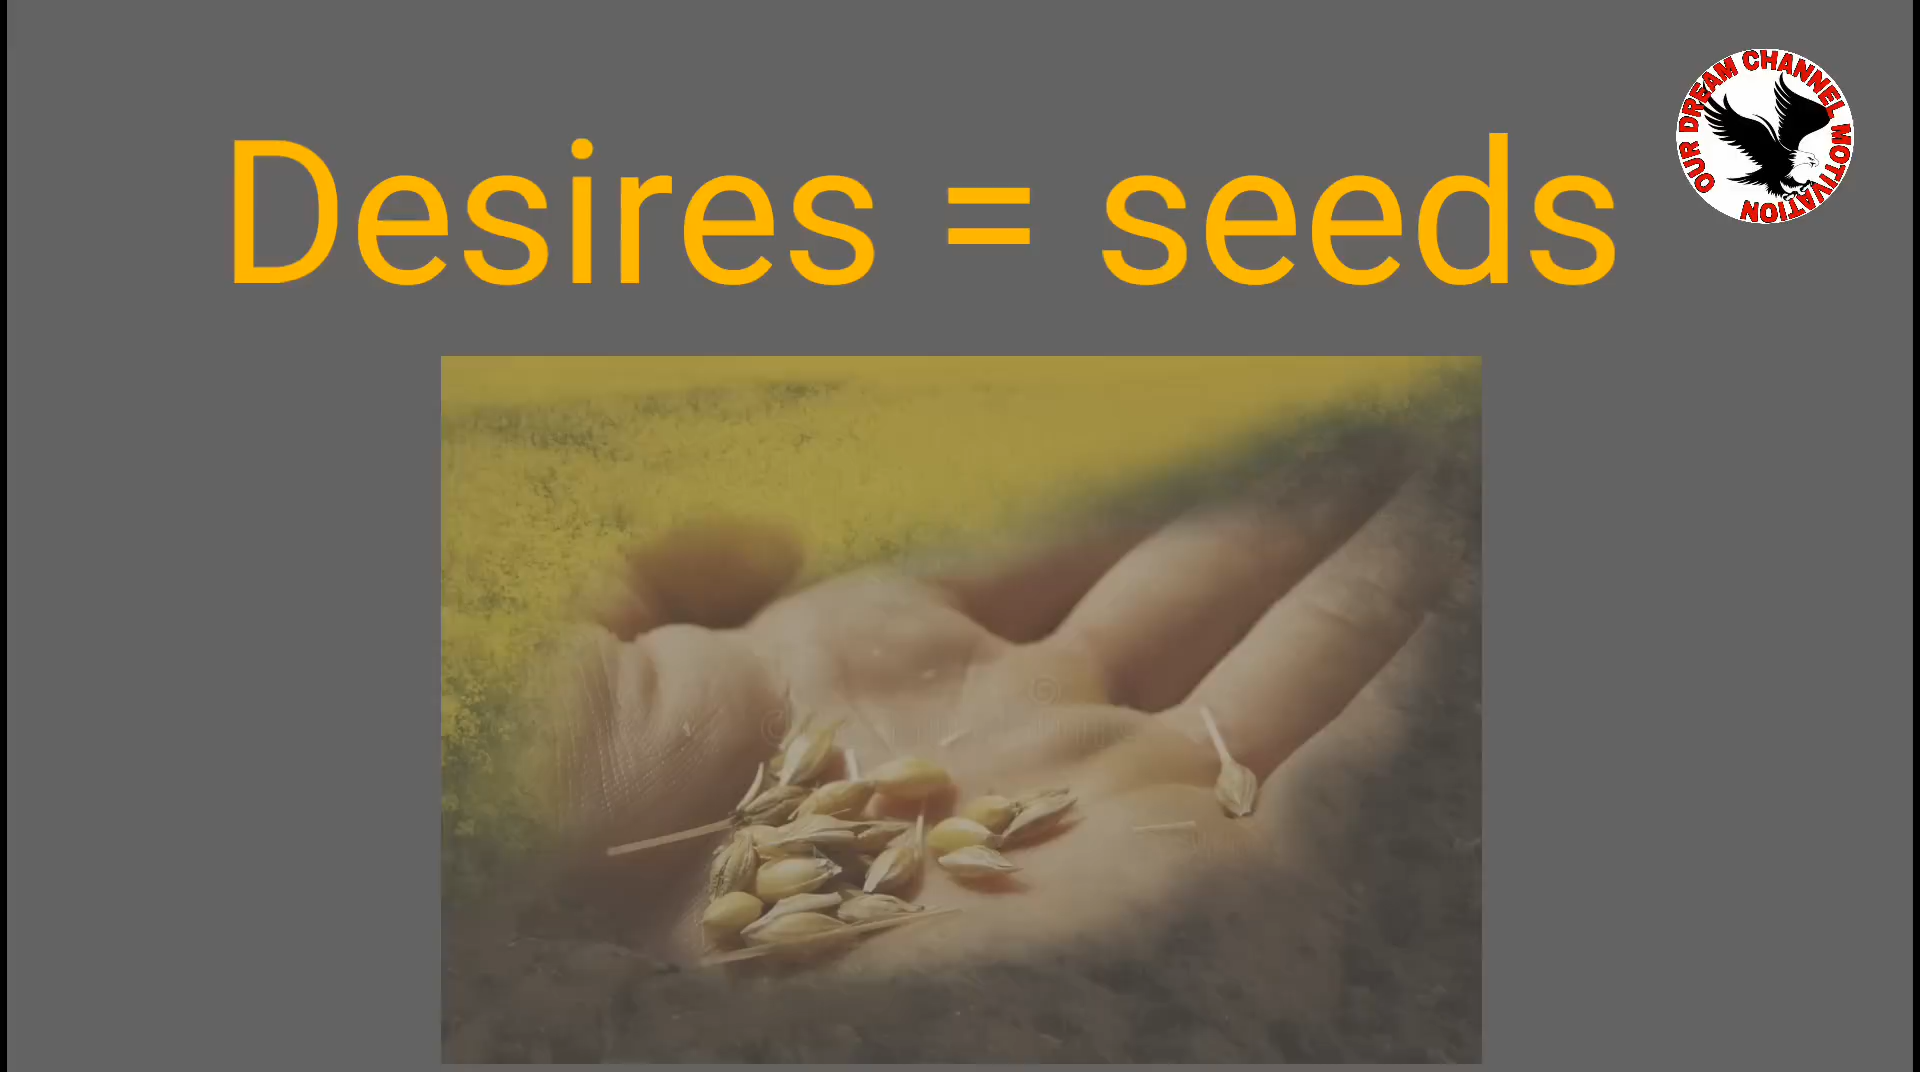 Desires = seeds
OUR DREAM CHANNEL MOTIVATION